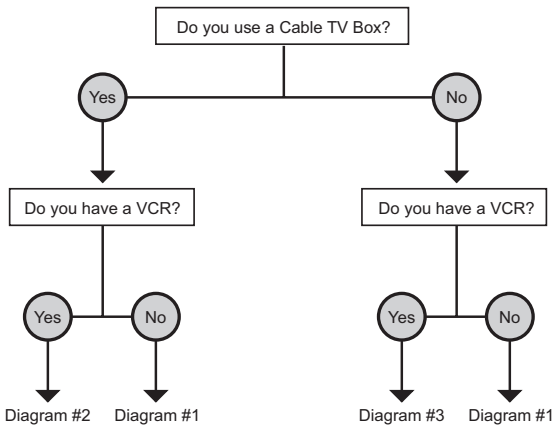 Do you use a Cable TV Box?
Yes
No
Do you have a VCR?
Do you have a VCR?
Yes
No
Yes
No
Diagram #2
Diagram #1
Diagram #3
Diagram #1